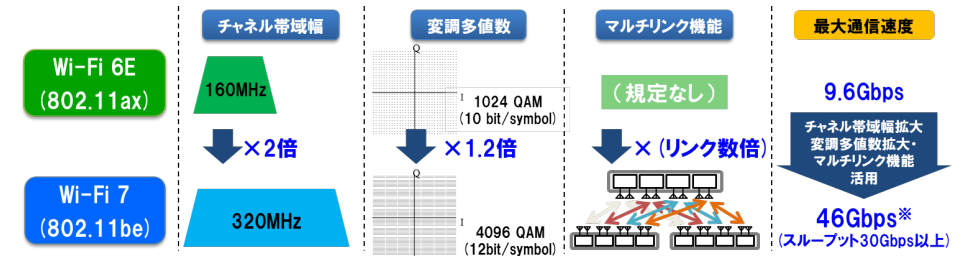 チャネル帯域幅
変調多値数
マルチリンク機能
最大通信速度
Wi-Fi 6E
(802.11ax)
160MHz
Q
I
1024 QAM
(10 bit/symbol)
(規定なし)
9.6Gbps
×2倍
×1.2倍
×(リンク数倍)
チャネル帯域幅拡大
変調多値数拡大・
マルチリンク機能
活用
Wi-Fi 7
(802.11be)
320MHz
Q
I
4096 QAM
(12bit/symbol)
46Gbps※
(スループット30Gbps以上)